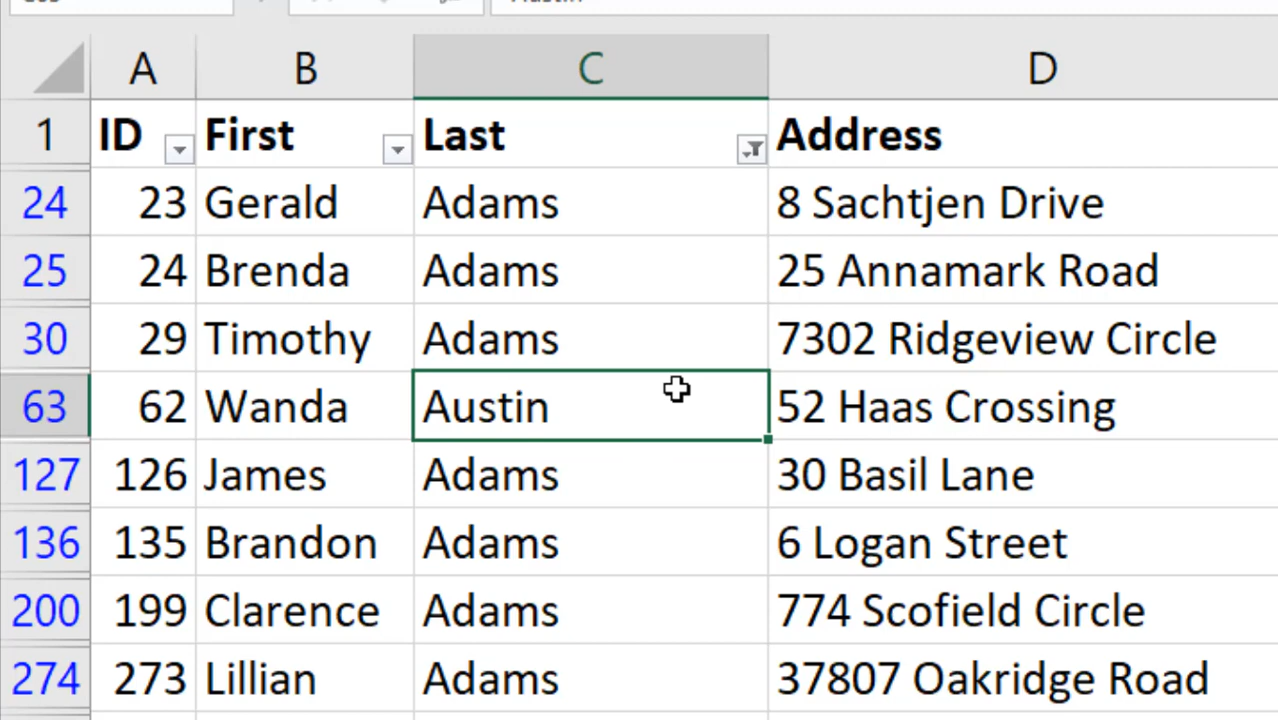 A B C D
1 ID First Last Address
24 23 Gerald Adams 8 Sachtjen Drive
25 24 Brenda Adams 25 Annamark Road
30 29 Timothy Adams 7302 Ridgeview Circle
63 62 Wanda Austin 52 Haas Crossing
127 126 James Adams 30 Basil Lane
136 135 Brandon Adams 6 Logan Street
200 199 Clarence Adams 774 Scofield Circle
274 273 Lillian Adams 37807 Oakridge Road